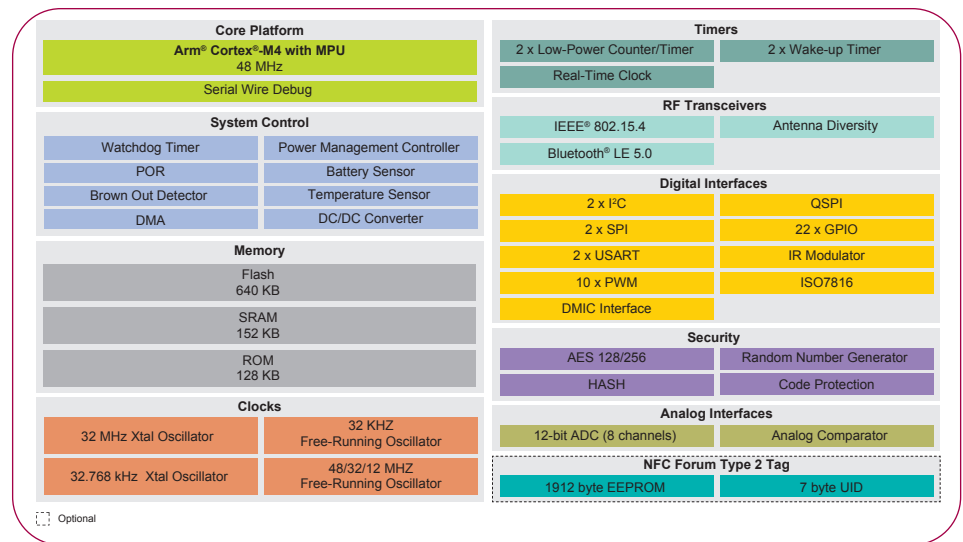 Core Platform
Arm® Cortex®-M4 with MPU
48 MHz
Serial Wire Debug
System Control
Watchdog Timer
Power Management Controller
POR
Battery Sensor
Brown Out Detector
Temperature Sensor
DMA
DC/DC Converter
Memory
Flash
640 KB
SRAM
152 KB
ROM
128 KB
Clocks
32 MHz Xtal Oscillator
32 KHZ
Free-Running Oscillator
32.768 kHz Xtal Oscillator
48/32/12 MHZ
Free-Running Oscillator
Timers
2 x Low-Power Counter/Timer
2 x Wake-up Timer
Real-Time Clock
RF Transceivers
IEEE® 802.15.4
Antenna Diversity
Bluetooth® LE 5.0
Digital Interfaces
2 x I²C
QSPI
2 x SPI
22 x GPIO
2 x USART
IR Modulator
10 x PWM
ISO7816
DMIC Interface
Security
AES 128/256
Random Number Generator
HASH
Code Protection
Analog Interfaces
12-bit ADC (8 channels)
Analog Comparator
NFC Forum Type 2 Tag
1912 byte EEPROM
7 byte UID
Optional